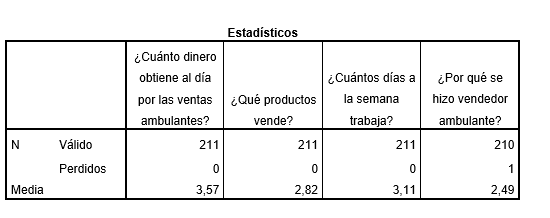 Estadísticos
¿Cuánto dinero obtiene al día por las ventas ambulantes? ¿Qué productos vende? ¿Cuántos días a la semana trabaja? ¿Por qué se hizo vendedor ambulante?
N Válido 211 211 211 210
Perdidos 0 0 0 1
Media 3,57 2,82 3,11 2,49